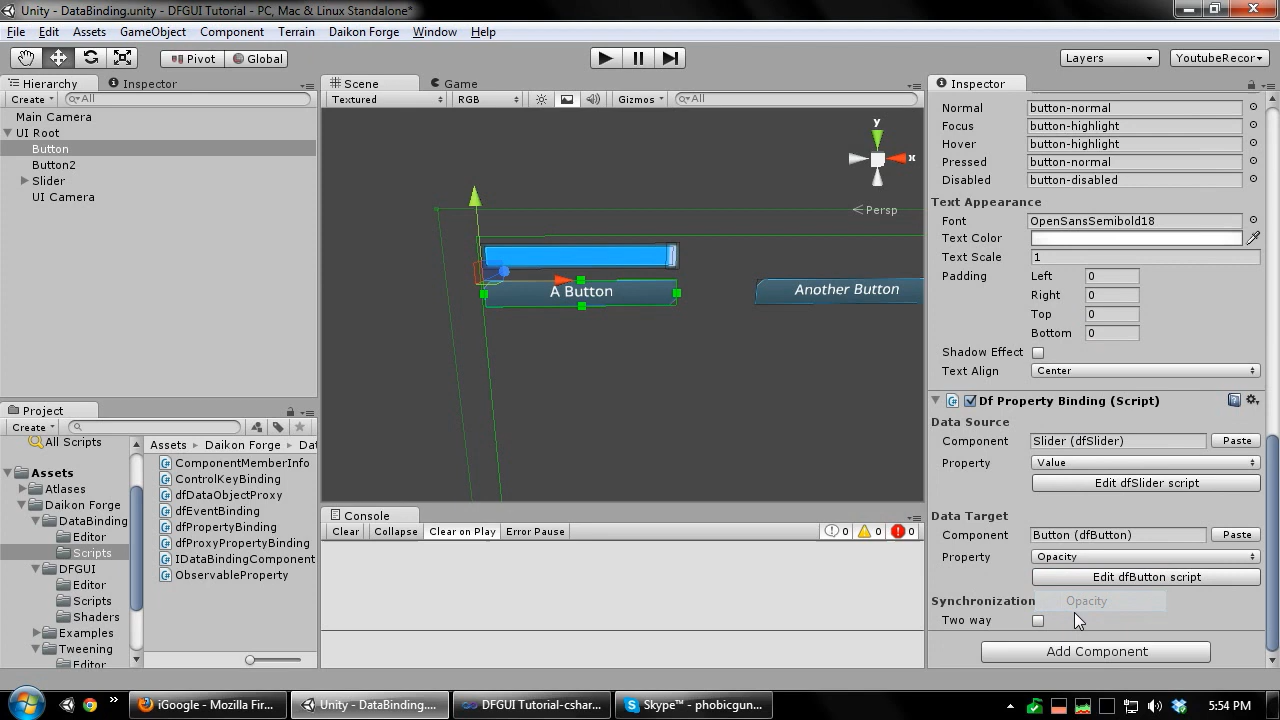 Unity - DataBinding.unity - DFGUI Tutorial - PC, Mac & Linux Standalone*
File Edit Assets GameObject Component Terrain Daikon Forge Window Help
Pivot Global Layers YoutubeRecor
Hierarchy Inspector
Create All
Main Camera
UI Root
Button
Button2
Slider
UI Camera
Scene Game
Textured RGB Gizmos All
y
x
Persp
A Button
Another Button
Project
Create
All Scripts
Assets
Atlases
Daikon Forge
DataBinding
Editor
Scripts
DFGUI
Editor
Scripts
Shaders
Examples
Tweening
Editor
Assets Daikon Forge Dat
ComponentMemberInfo
ControlKeyBinding
dfDataObjectProxy
dfEventBinding
dfPropertyBinding
dfProxyPropertyBinding
IDataBindingComponent
ObservableProperty
Console
Clear Collapse Clear on Play Error Pause 0 0 0
Inspector
Normal button-normal
Focus button-highlight
Hover button-highlight
Pressed button-normal
Disabled button-disabled
Text Appearance
Font OpenSansSemibold18
Text Color
Text Scale 1
Padding Left 0
Right 0
Top 0
Bottom 0
Shadow Effect
Text Align Center
Df Property Binding (Script)
Data Source
Component Slider (dfSlider) Paste
Property Value
Edit dfSlider script
Data Target
Component Button (dfButton) Paste
Property Opacity
Edit dfButton script
Synchronization Opacity
Two way
Add Component
iGoogle - Mozilla Fir... Unity - DataBinding.... DFGUI Tutorial-cshar... Skype™ - phobicgun... 5:54 PM